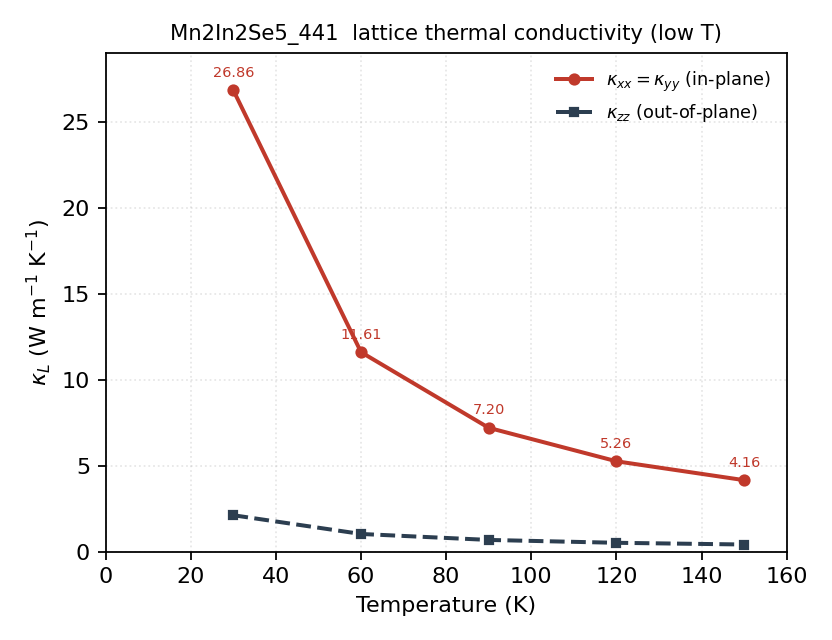 Mn2In2Se5_441 lattice thermal conductivity (low T)
26.86
κxx = κyy (in-plane)
κzz (out-of-plane)
25
20
15
11.61
10
7.20
5.26
4.16
5
0
κL (W m⁻¹ K⁻¹)
0 20 40 60 80 100 120 140 160
Temperature (K)